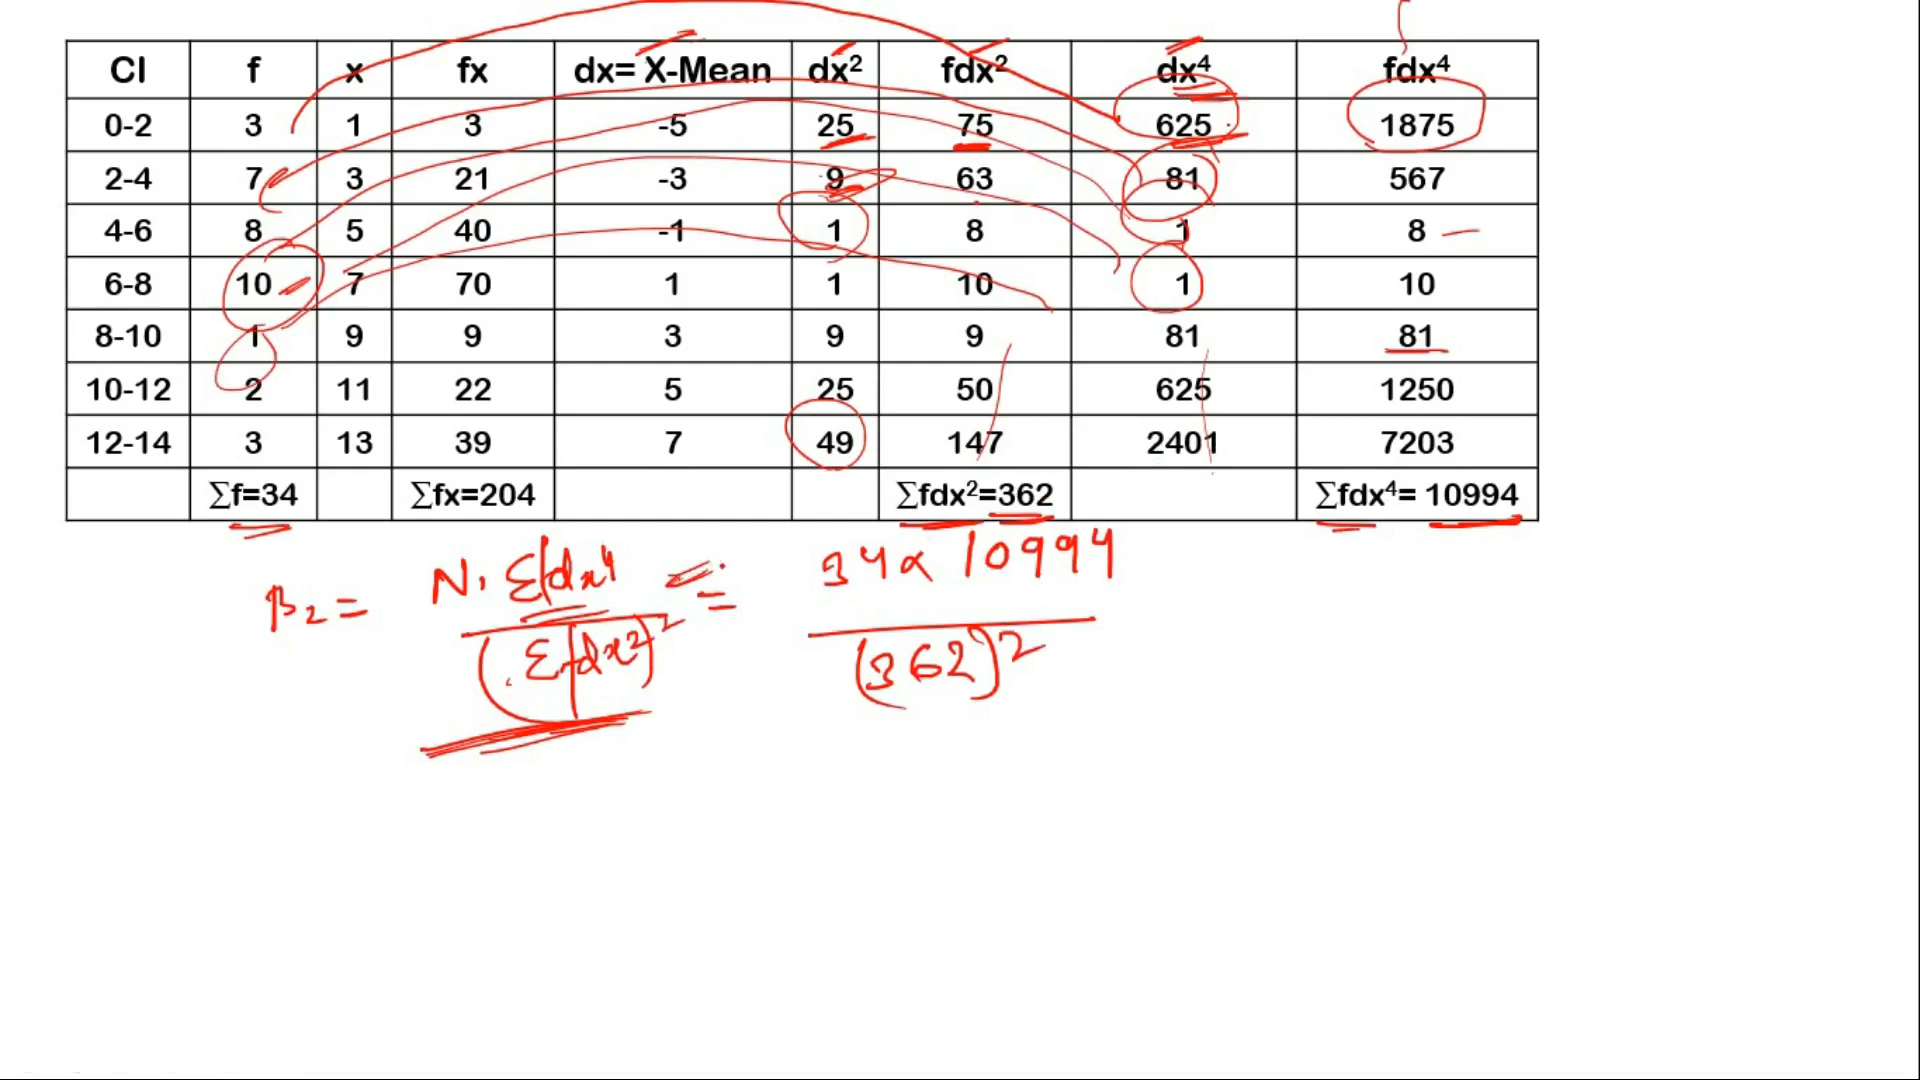 CI f x fx dx= X-Mean dx² fdx² dx⁴ fdx⁴
0-2 3 1 3 -5 25 75 625 1875
2-4 7 3 21 -3 9 63 81 567
4-6 8 5 40 -1 1 8 1 8
6-8 10 7 70 1 1 10 1 10
8-10 1 9 9 3 9 9 81 81
10-12 2 11 22 5 25 50 625 1250
12-14 3 13 39 7 49 147 2401 7203
∑f=34 ∑fx=204 ∑fdx²=362 ∑fdx⁴= 10994
N. Σfdx⁴ 34 x 10994
β₂ = =
(Σfdx²)² (362)²